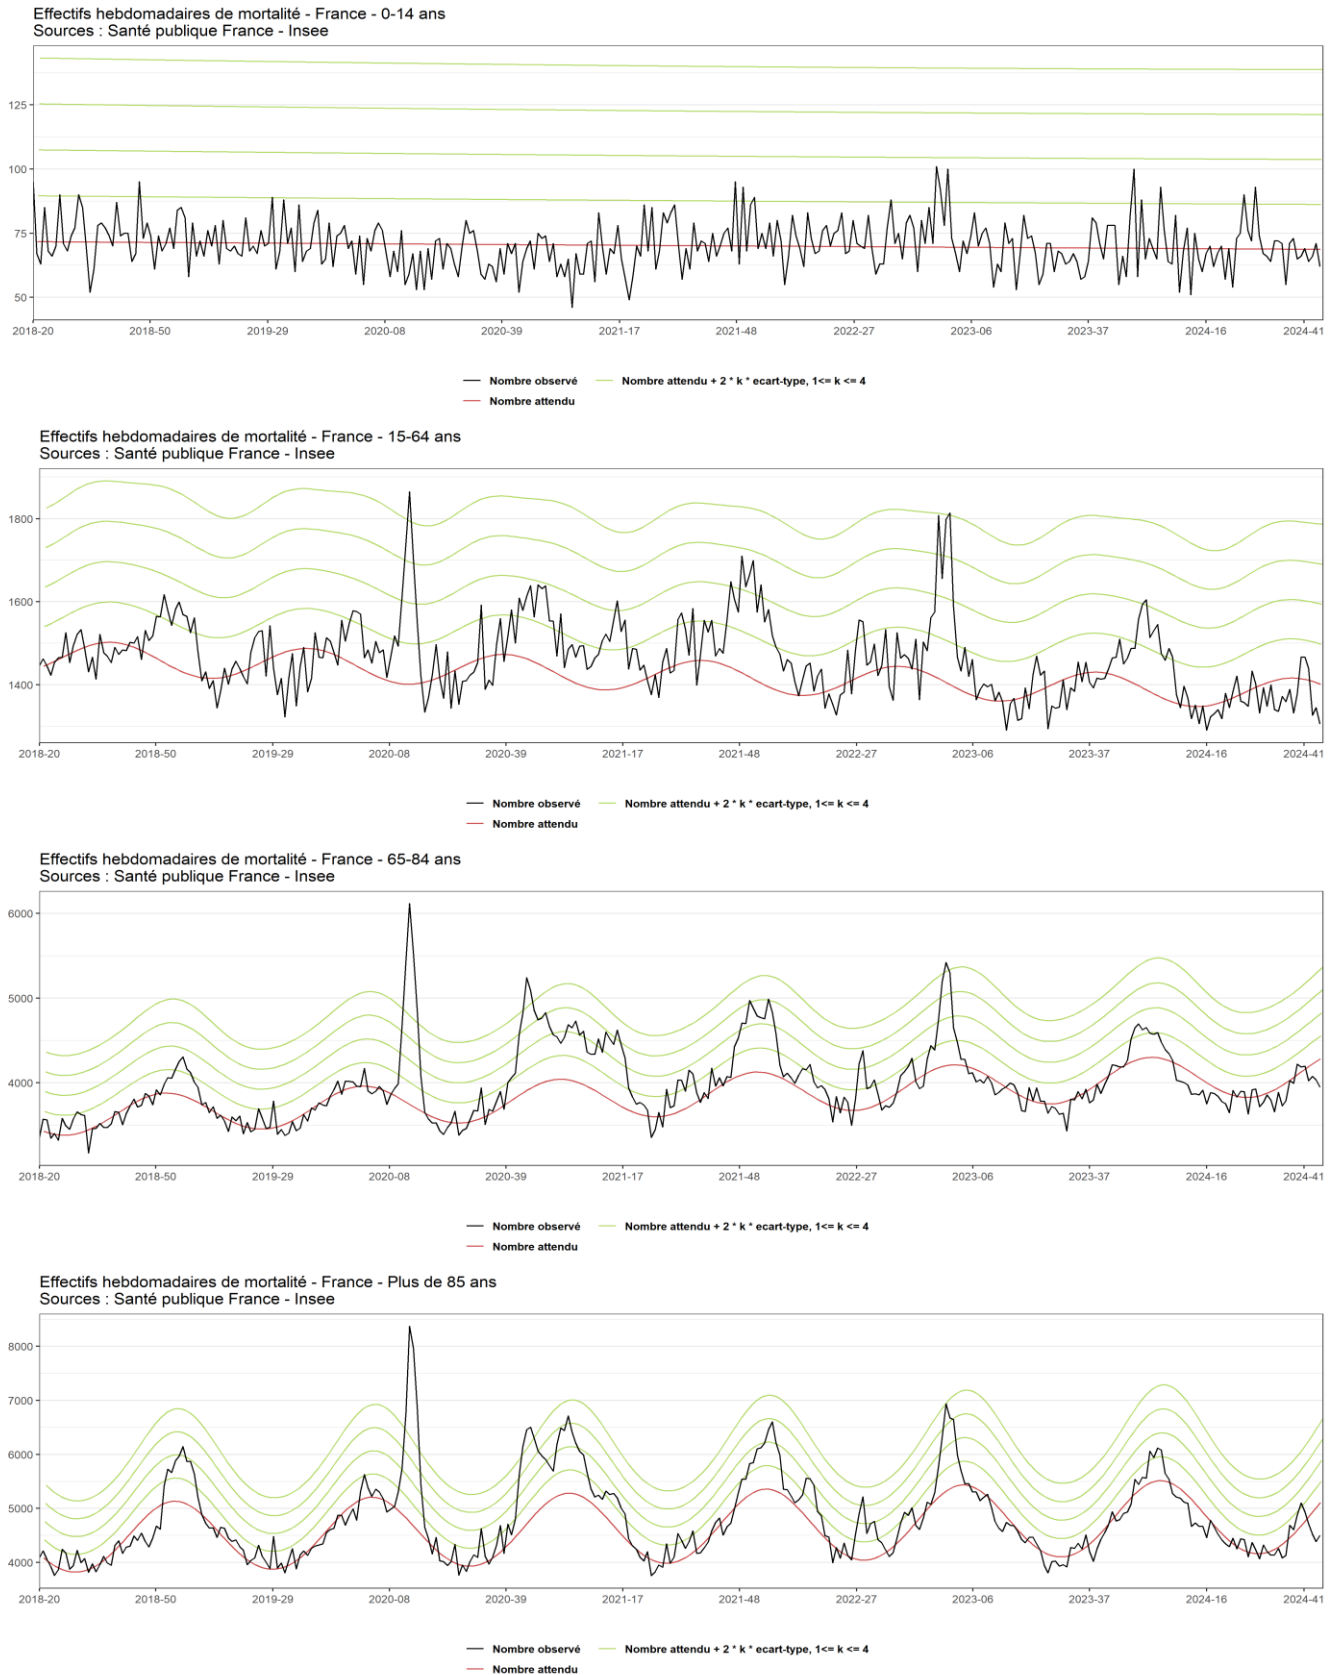 Effectifs hebdomadaires de mortalité - France - 0-14 ans
Sources : Santé publique France - Insee
125
100
75
50
2018-20 2018-50 2019-29 2020-08 2020-39 2021-17 2021-48 2022-27 2023-06 2023-37 2024-16 2024-41
Nombre observé Nombre attendu + 2 * k * ecart-type, 1<= k <= 4
Nombre attendu
Effectifs hebdomadaires de mortalité - France - 15-64 ans
Sources : Santé publique France - Insee
1800
1600
1400
2018-20 2018-50 2019-29 2020-08 2020-39 2021-17 2021-48 2022-27 2023-06 2023-37 2024-16 2024-41
Nombre observé Nombre attendu + 2 * k * ecart-type, 1<= k <= 4
Nombre attendu
Effectifs hebdomadaires de mortalité - France - 65-84 ans
Sources : Santé publique France - Insee
6000
5000
4000
2018-20 2018-50 2019-29 2020-08 2020-39 2021-17 2021-48 2022-27 2023-06 2023-37 2024-16 2024-41
Nombre observé Nombre attendu + 2 * k * ecart-type, 1<= k <= 4
Nombre attendu
Effectifs hebdomadaires de mortalité - France - Plus de 85 ans
Sources : Santé publique France - Insee
8000
7000
6000
5000
4000
2018-20 2018-50 2019-29 2020-08 2020-39 2021-17 2021-48 2022-27 2023-06 2023-37 2024-16 2024-41
Nombre observé Nombre attendu + 2 * k * ecart-type, 1<= k <= 4
Nombre attendu